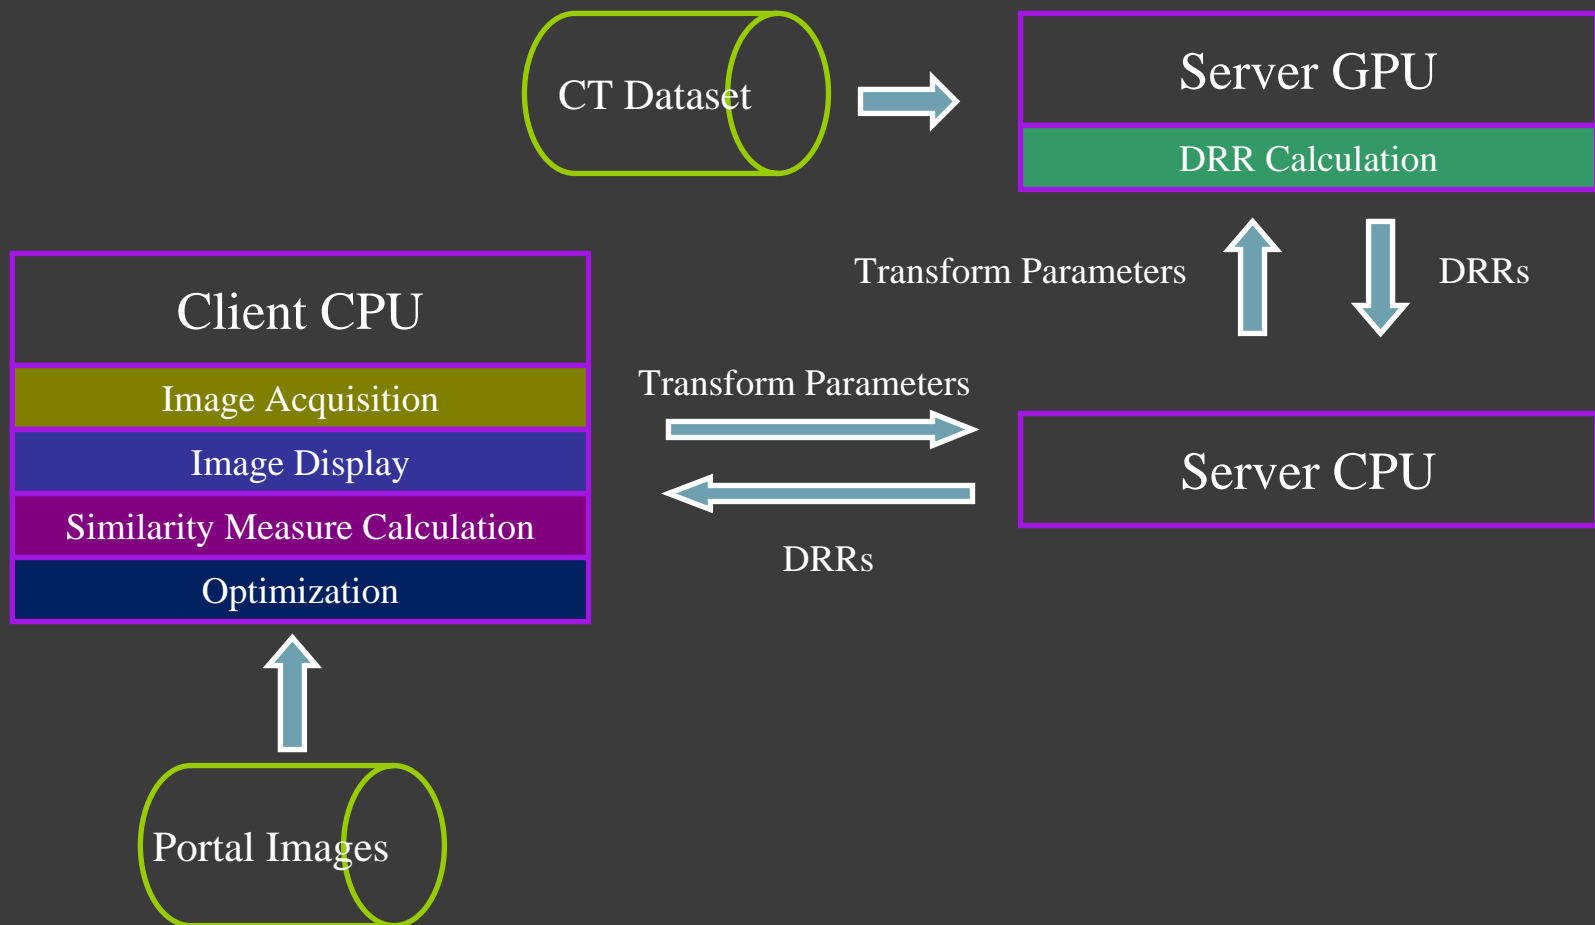 CT Dataset
Server GPU
DRR Calculation
Transform Parameters
DRRs
Client CPU
Image Acquisition
Image Display
Similarity Measure Calculation
Optimization
Transform Parameters
DRRs
Server CPU
Portal Images